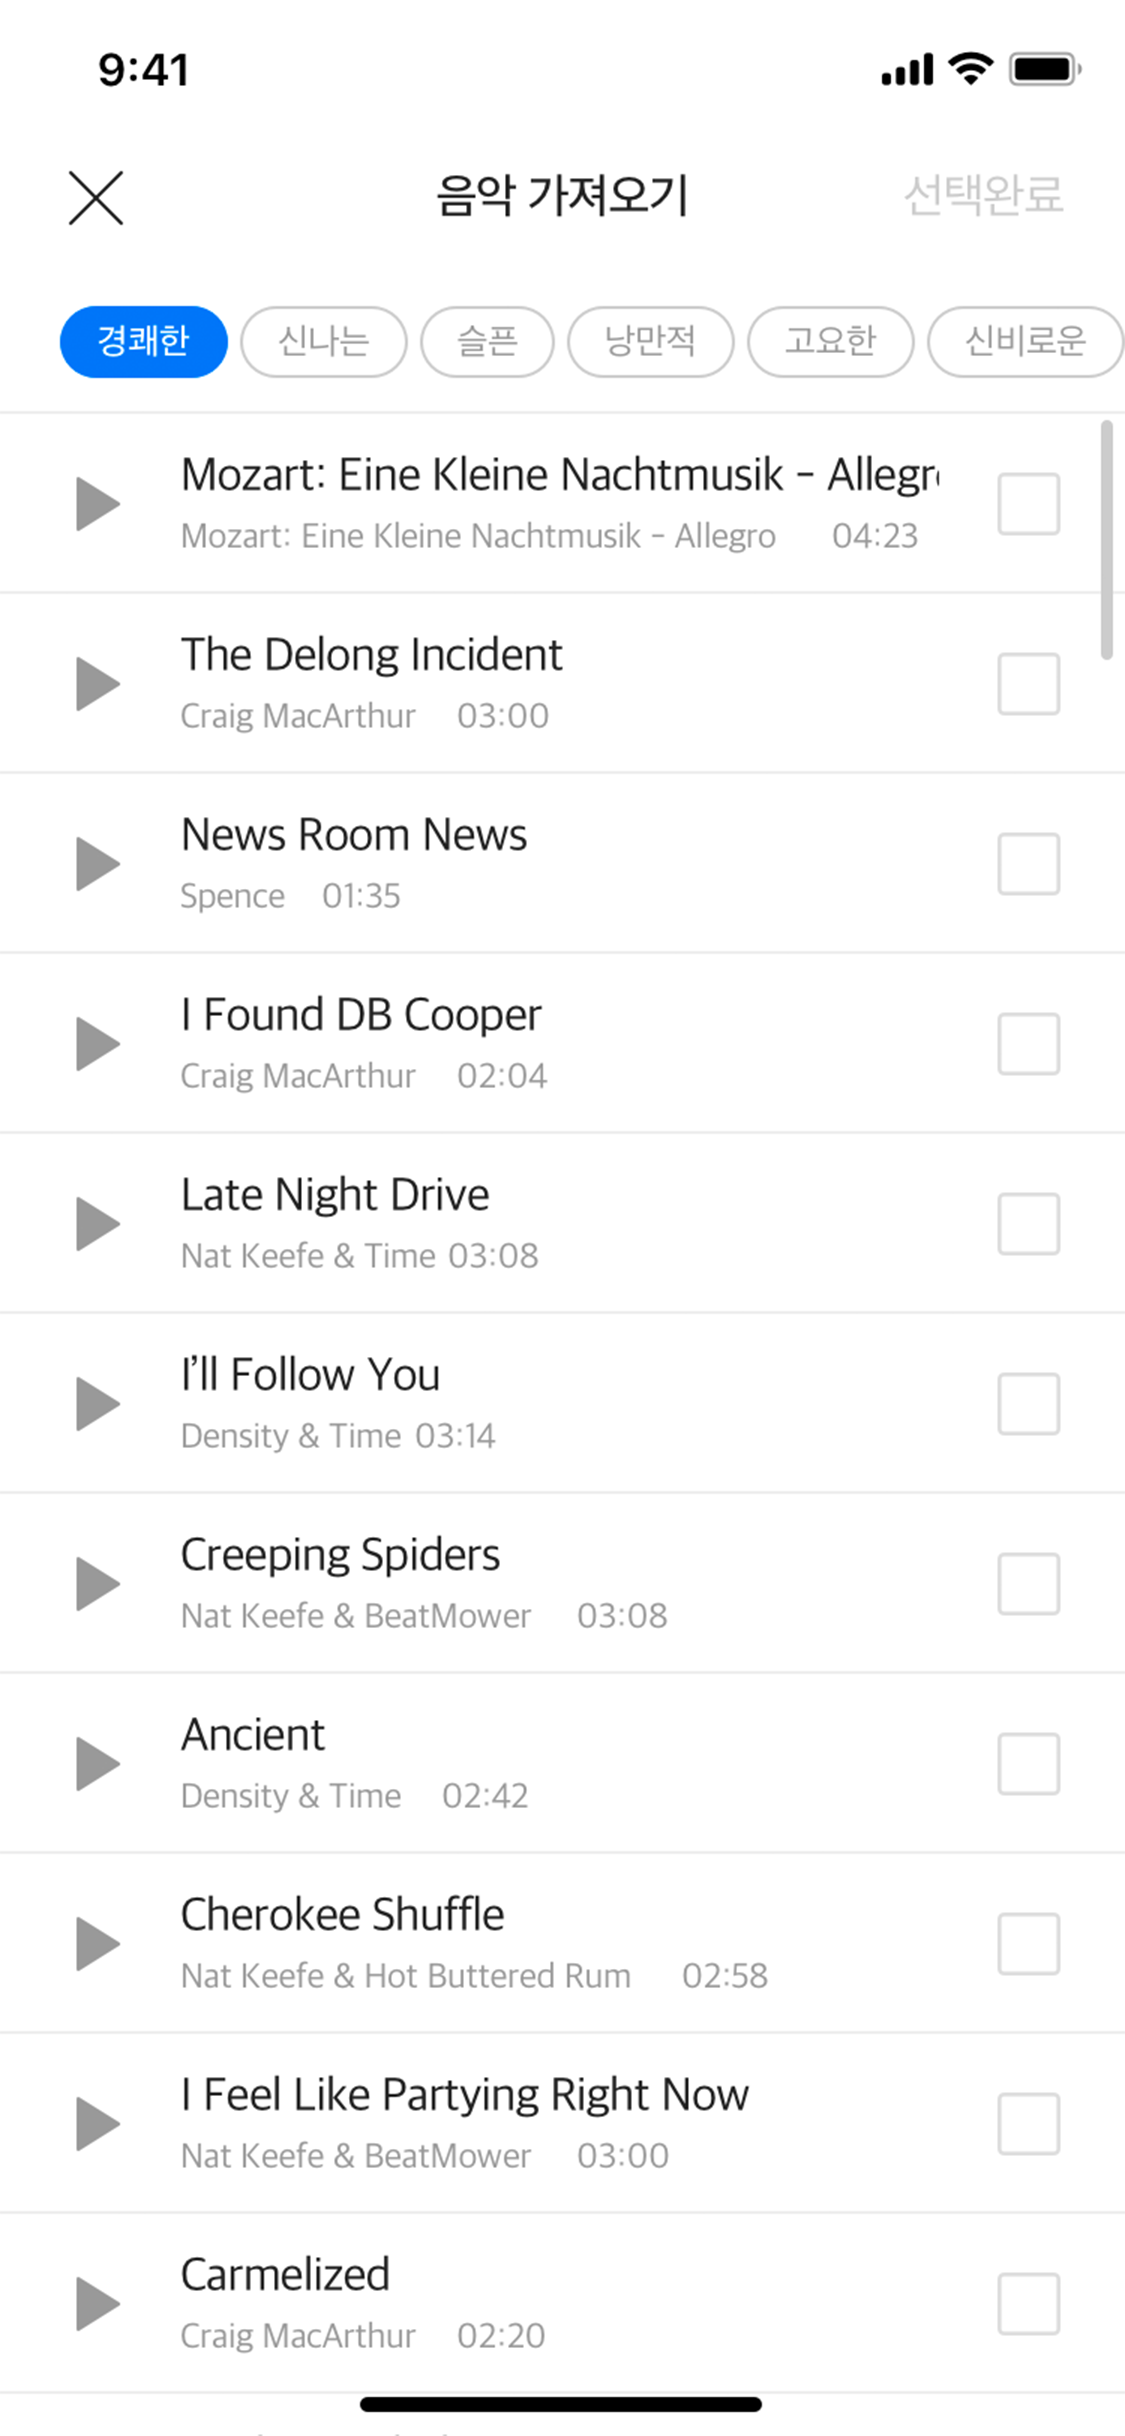 9:41
음악 가져오기
선택완료
경쾌한 신나는 슬픈 낭만적 고요한 신비로운
Mozart: Eine Kleine Nachtmusik - Allegr
Mozart: Eine Kleine Nachtmusik - Allegro 04:23
The Delong Incident
Craig MacArthur 03:00
News Room News
Spence 01:35
I Found DB Cooper
Craig MacArthur 02:04
Late Night Drive
Nat Keefe & Time 03:08
I'll Follow You
Density & Time 03:14
Creeping Spiders
Nat Keefe & BeatMower 03:08
Ancient
Density & Time 02:42
Cherokee Shuffle
Nat Keefe & Hot Buttered Rum 02:58
I Feel Like Partying Right Now
Nat Keefe & BeatMower 03:00
Carmelized
Craig MacArthur 02:20